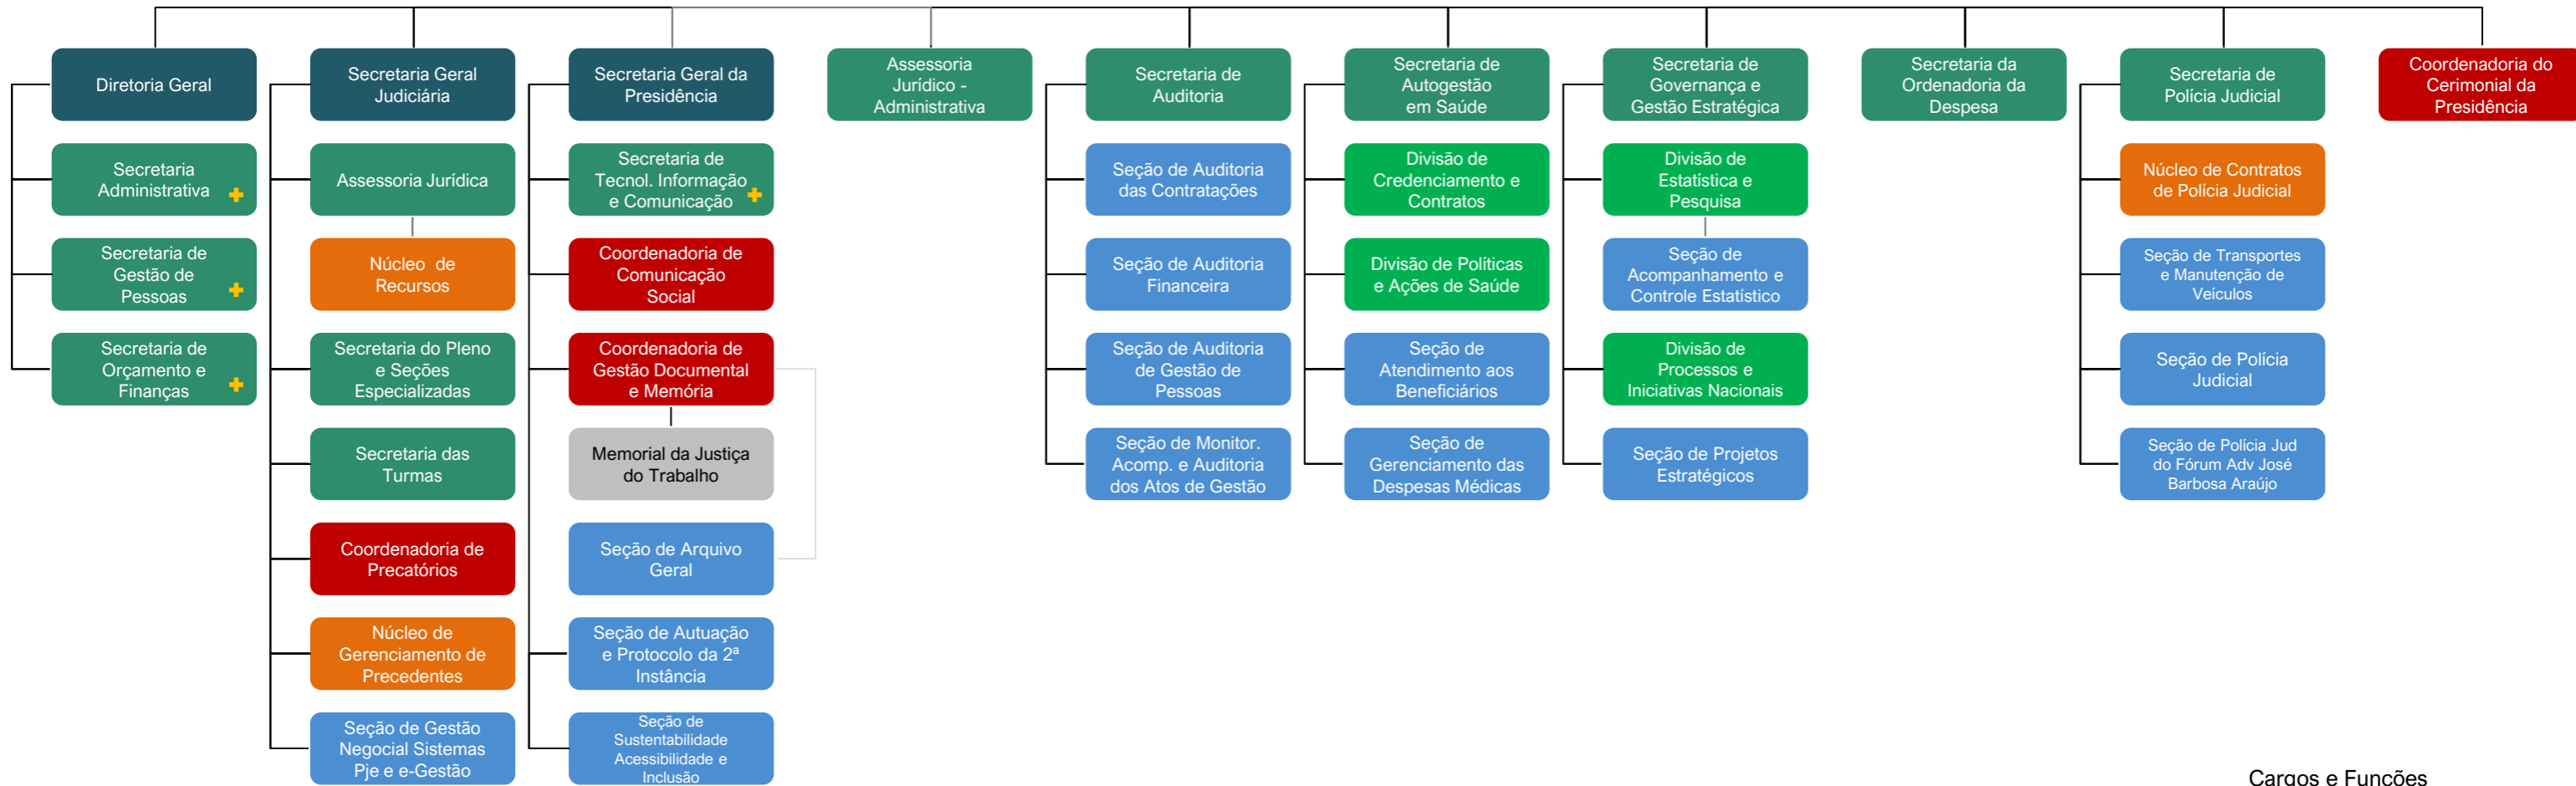 Diretoria Geral
Secretaria
Administrativa
Secretaria de
Gestão de
Pessoas
Secretaria de
Orçamento e
Finanças
Secretaria Geral
Judiciária
Assessoria Jurídica
Núcleo de
Recursos
Secretaria do Pleno
e Seções
Especializadas
Secretaria das
Turmas
Coordenadoria de
Precatórios
Núcleo de
Gerenciamento de
Precedentes
Seção de Gestão
Negocial Sistemas
Pje e e-Gestão
Secretaria Geral da
Presidência
Secretaria de
Tecnol. Informação
e Comunicação
Coordenadoria de
Comunicação
Social
Coordenadoria de
Gestão Documental
e Memória
Memorial da Justiça
do Trabalho
Seção de Arquivo
Geral
Seção de Autuação
e Protocolo da 2ª
Instância
Seção de
Sustentabilidade
Acessibilidade e
Inclusão
Assessoria
Jurídico -
Administrativa
Secretaria de
Auditoria
Seção de Auditoria
das Contratações
Seção de Auditoria
Financeira
Seção de Auditoria
de Gestão de
Pessoas
Seção de Monitor.
Acomp. e Auditoria
dos Atos de Gestão
Secretaria de
Autogestão
em Saúde
Divisão de
Credenciamento e
Contratos
Divisão de Políticas
e Ações de Saúde
Seção de
Atendimento aos
Beneficiários
Seção de
Gerenciamento das
Despesas Médicas
Secretaria de
Governança e
Gestão Estratégica
Divisão de
Estatística e
Pesquisa
Seção de
Acompanhamento e
Controle Estatístico
Divisão de
Processos e
Iniciativas Nacionais
Seção de Projetos
Estratégicos
Secretaria da
Ordenadoria da
Despesa
Secretaria de
Polícia Judicial
Núcleo de Contratos
de Polícia Judicial
Seção de Transportes
e Manutenção de
Veículos
Seção de Polícia
Judicial
Seção de Polícia Jud
do Fórum Adv José
Barbosa Araújo
Coordenadoria do
Cerimonial da
Presidência
Cargos e Funções